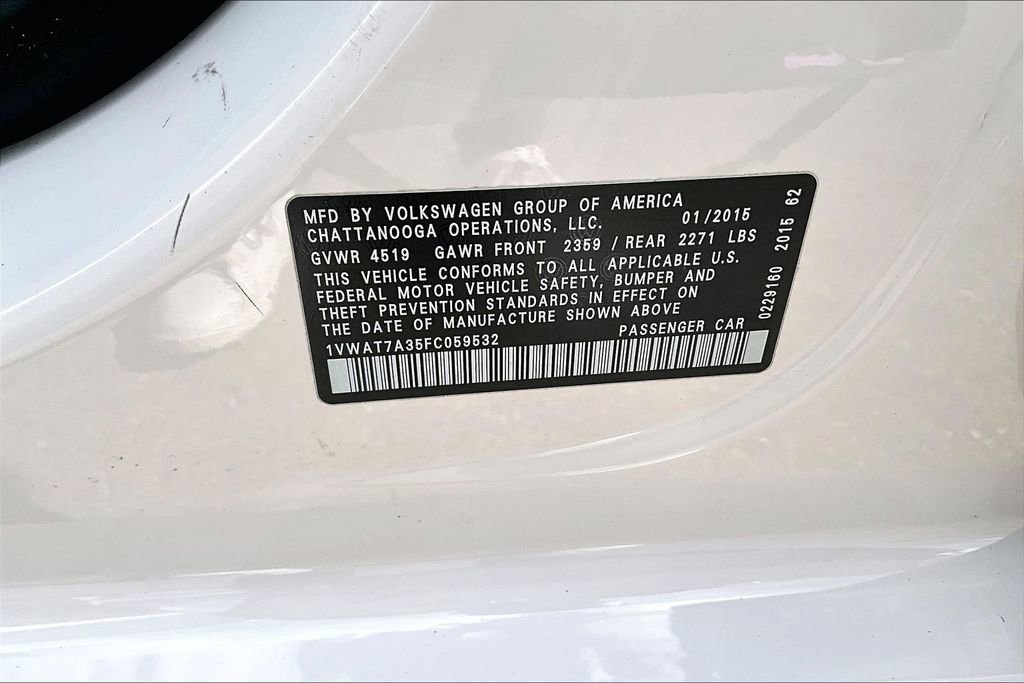 MFD BY VOLKSWAGEN GROUP OF AMERICA
CHATTANOOGA OPERATIONS, LLC. 01/2015
GVWR 4519 GAWR FRONT 2359 / REAR 2271 LBS
THIS VEHICLE CONFORMS TO ALL APPLICABLE U.S.
FEDERAL MOTOR VEHICLE SAFETY, BUMPER AND
THEFT PREVENTION STANDARDS IN EFFECT ON
THE DATE OF MANUFACTURE SHOWN ABOVE
1VWAT7A35FC059532 PASSENGER CAR
0229160 2015 62